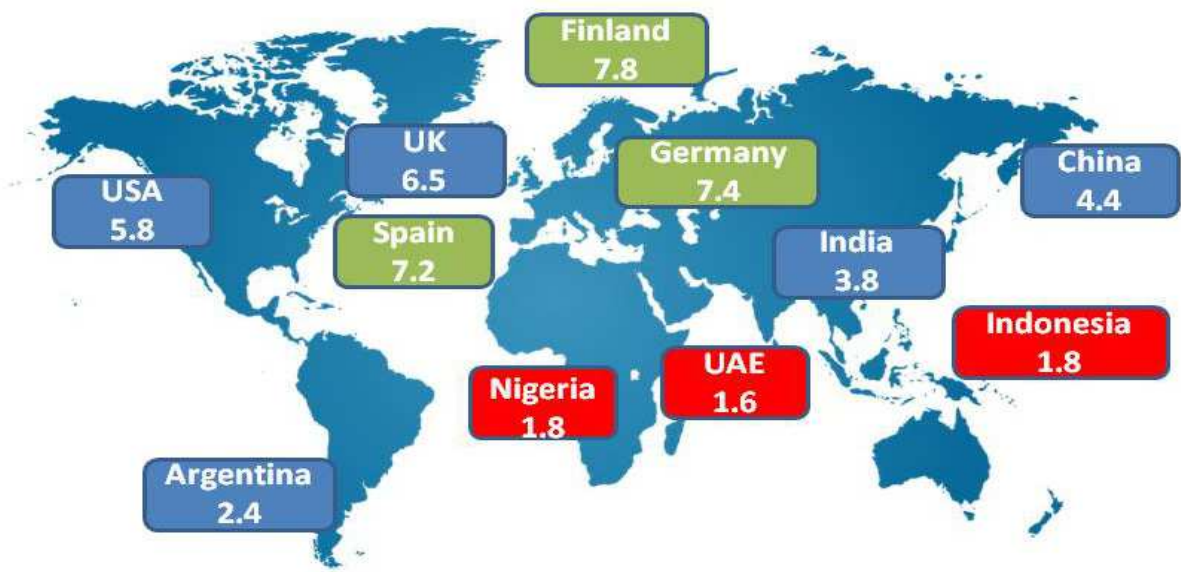 Finland
7.8
UK
6.5
Germany
7.4
China
4.4
USA
5.8
Spain
7.2
India
3.8
Indonesia
1.8
UAE
1.6
Nigeria
1.8
Argentina
2.4